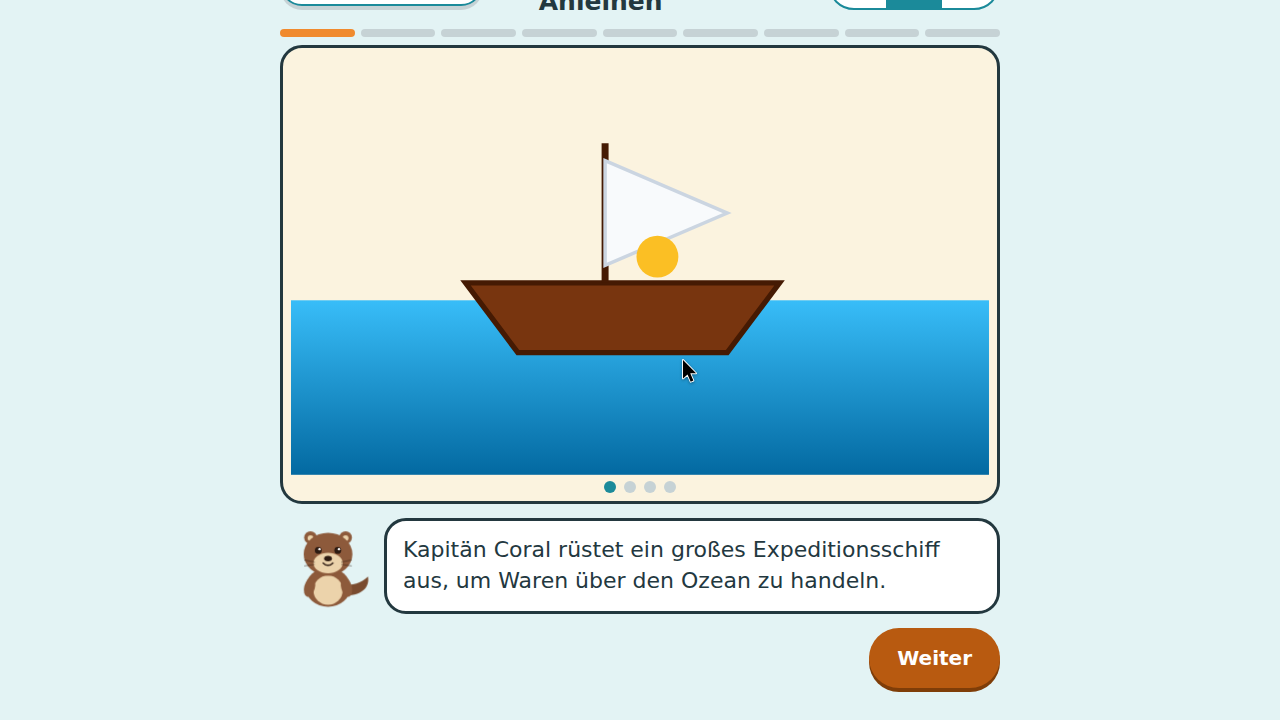 Anleihen
Kapitän Coral rüstet ein großes Expeditionsschiff
aus, um Waren über den Ozean zu handeln.
Weiter